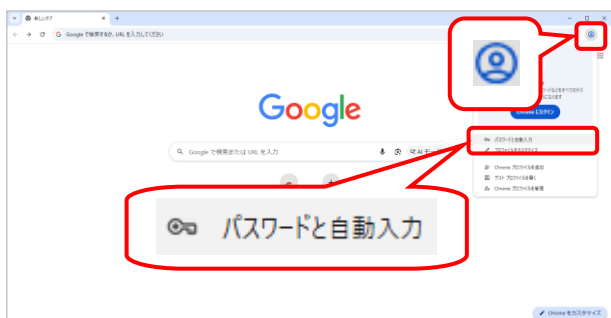 新しいタブ
Google で検索するか、URL を入力してください
Google
Google で検索または URL を入力
AI モード
Chrome にログイン
パスワードと自動入力
プロファイルをカスタマイズ
Chrome プロファイルを追加
ゲスト プロファイルを開く
Chrome プロファイルを管理
パスワードと自動入力
Chrome をカスタマイズ